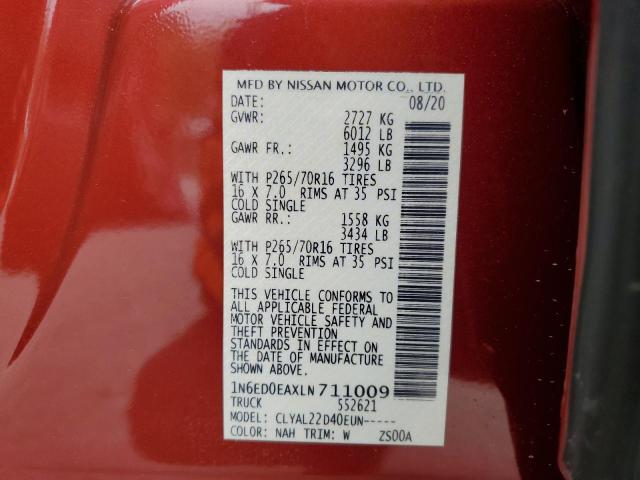 MFD BY NISSAN MOTOR CO., LTD.
DATE: 08/20
GVWR: 2727 KG
6012 LB
GAWR FR.: 1495 KG
3296 LB
WITH P265/70R16 TIRES
16 X 7.0 RIMS AT 35 PSI
COLD SINGLE
GAWR RR.: 1558 KG
3434 LB
WITH P265/70R16 TIRES
16 X 7.0 RIMS AT 35 PSI
COLD SINGLE
THIS VEHICLE CONFORMS TO
ALL APPLICABLE FEDERAL
MOTOR VEHICLE SAFETY AND
THEFT PREVENTION
STANDARDS IN EFFECT ON
THE DATE OF MANUFACTURE
SHOWN ABOVE.
1N6ED0EAXLN711009
TRUCK 552621
MODEL: CLYAL22D40EUN-----
COLOR: NAH TRIM: W ZS00A